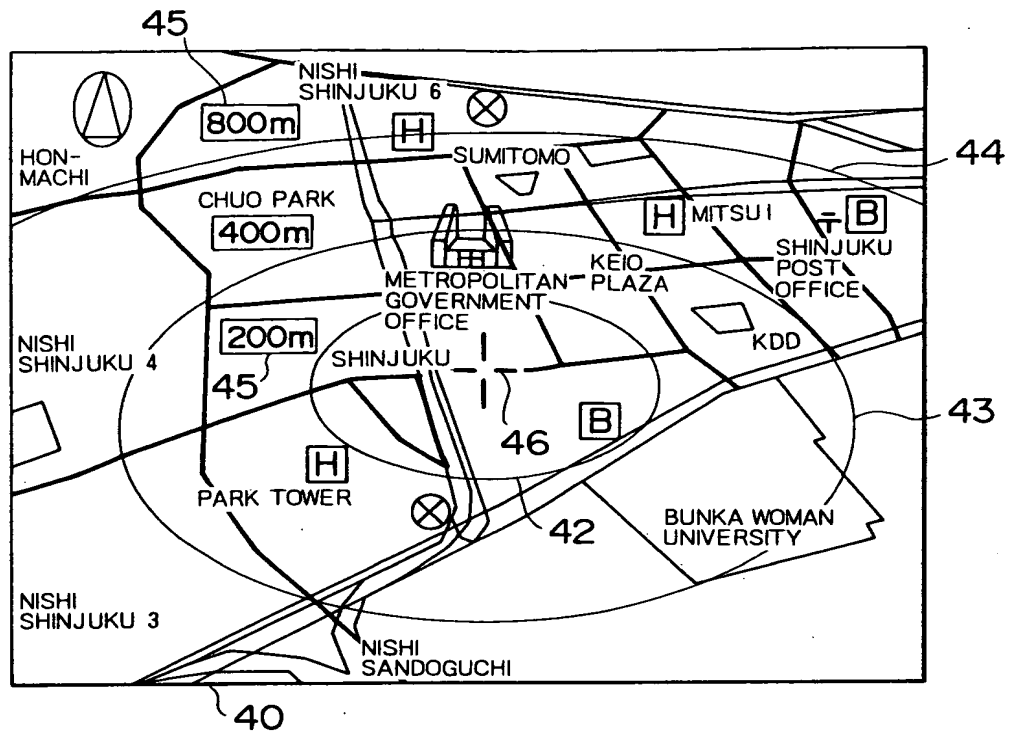 45
NISHI
SHINJUKU 6
800m
H
HON-
MACHI
SUMITOMO
44
CHUO PARK
400m
H MITSUI
〒 B
SHINJUKU
POST
OFFICE
KEIO
PLAZA
METROPOLITAN
GOVERNMENT
OFFICE
200m
NISHI
SHINJUKU 4
SHINJUKU
KDD
45
46
B
43
H
PARK TOWER
42
BUNKA WOMAN
UNIVERSITY
NISHI
SHINJUKU 3
NISHI
SANDOGUCHI
40